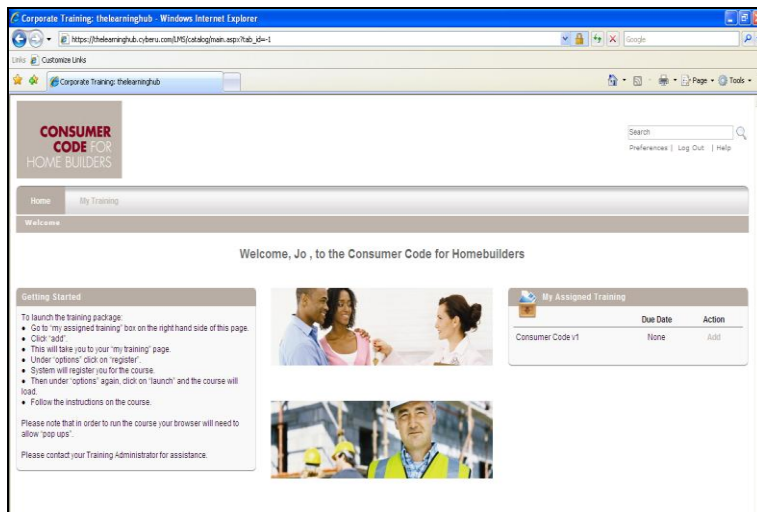 Corporate Training: thelearninghub - Windows Internet Explorer
https://thelearninghub.cyberu.com/LMS/catalog/main.aspx?tab_id=-1
Google
Links Customize Links
Corporate Training: thelearninghub
Page Tools
CONSUMER
CODE FOR
HOME BUILDERS
Search
Preferences | Log Out | Help
Home My Training
Welcome
Welcome, Jo , to the Consumer Code for Homebuilders
Getting Started
To launch the training package:
• Go to "my assigned training" box on the right hand side of this page.
• Click "add".
• This will take you to your "my training" page.
• Under "options" click on "register".
• System will register you for the course.
• Then under "options" again, click on "launch" and the course will
load.
• Follow the instructions on the course.
Please note that in order to run the course your browser will need to
allow "pop ups".
Please contact your Training Administrator for assistance.
My Assigned Training
Due Date Action
Consumer Code v1 None Add